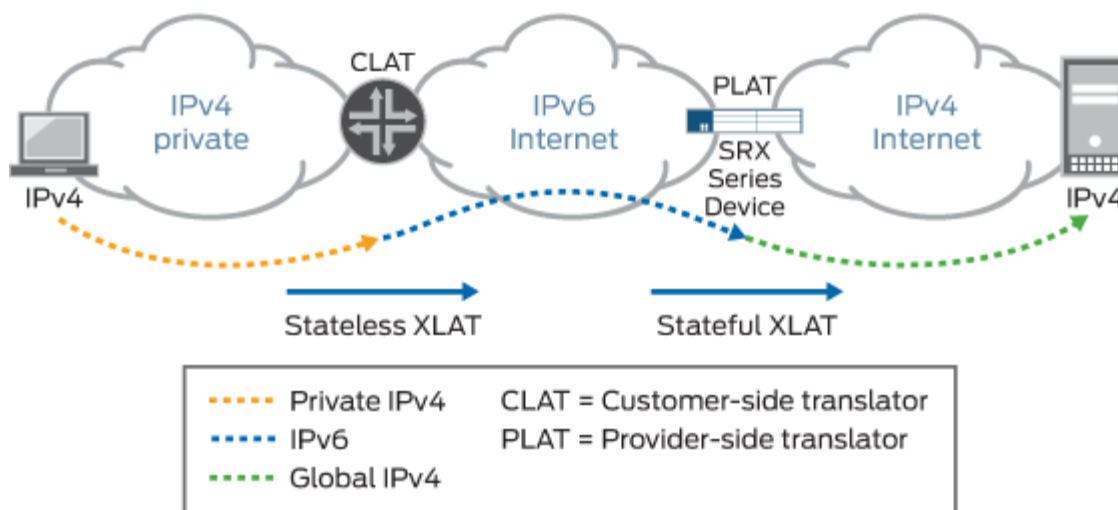 CLAT
PLAT
IPv4
private
IPv6
Internet
IPv4
Internet
IPv4
SRX
Series
Device
IPv4
Stateless XLAT
Stateful XLAT
Private IPv4
CLAT = Customer-side translator
IPv6
PLAT = Provider-side translator
Global IPv4